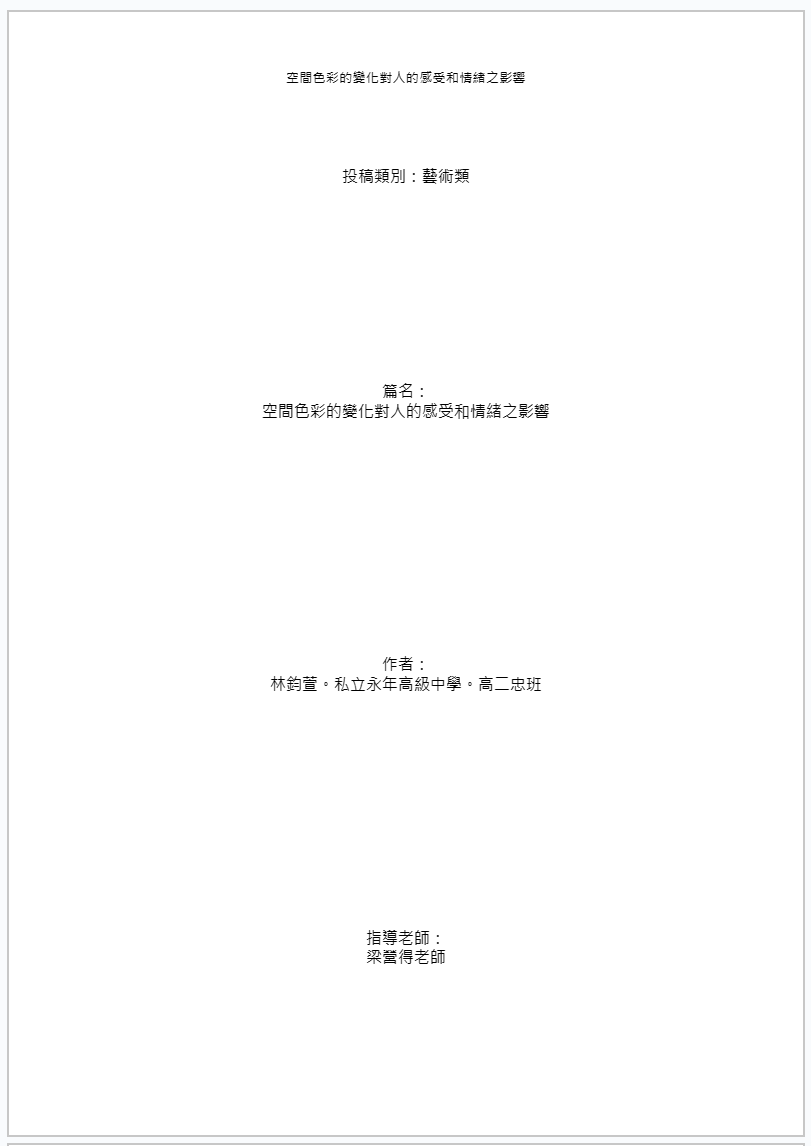 空間色彩的變化對人的感受和情緒之影響
投稿類別：藝術類
篇名：
空間色彩的變化對人的感受和情緒之影響
作者：
林鈞萱。私立永年高級中學。高二忠班
指導老師：
梁營得老師